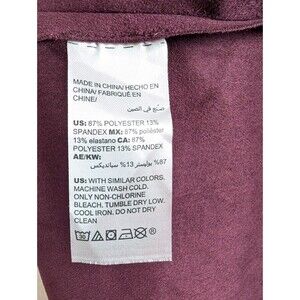 MADE IN CHINA/ HECHO EN
CHINA/ FABRIQUÉ EN
CHINE/
صنع في الصين
US: 87% POLYESTER 13%
SPANDEX MX: 87% poliéster
13% elastano CA: 87%
POLYESTER 13% SPANDEX
AE/KW:
87% بوليستر 13% سبانديكس
US: WITH SIMILAR COLORS.
MACHINE WASH COLD.
ONLY NON-CHLORINE
BLEACH. TUMBLE DRY LOW.
COOL IRON. DO NOT DRY
CLEAN